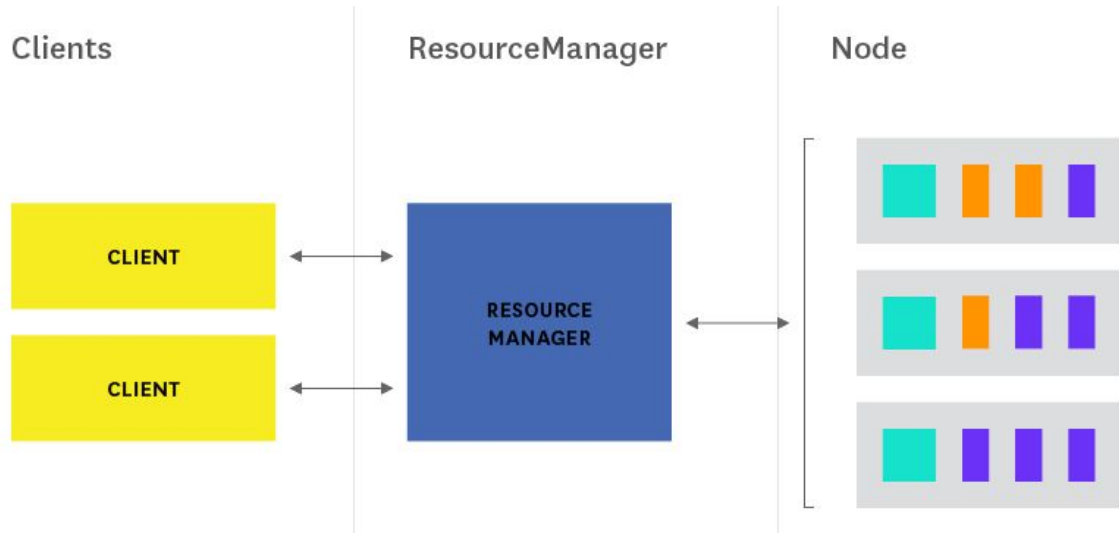 Clients
ResourceManager
Node
CLIENT
CLIENT
RESOURCE
MANAGER